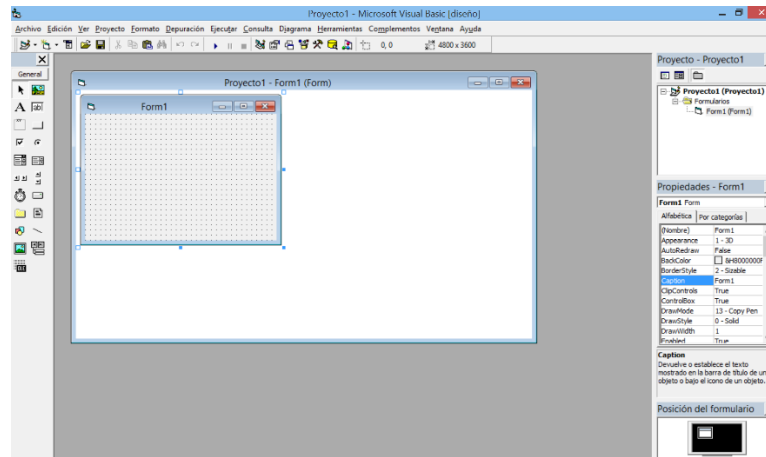 Proyecto1 - Microsoft Visual Basic [diseño]
Archivo Edición Ver Proyecto Formato Depuración Ejecutar Consulta Diagrama Herramientas Complementos Ventana Ayuda
0, 0 4800 x 3600
General
A ab
Proyecto1 - Form1 (Form)
Form1
Proyecto - Proyecto1
Proyecto1 (Proyecto1)
Formularios
Form1 (Form1)
Propiedades - Form1
Form1 Form
Alfabética Por categorías
(Nombre) Form1
Appearance 1 - 3D
AutoRedraw False
BackColor &H8000000F
BorderStyle 2 - Sizable
Caption Form1
ClipControls True
ControlBox True
DrawMode 13 - Copy Pen
DrawStyle 0 - Solid
DrawWidth 1
Enabled True
Caption
Devuelve o establece el texto
mostrado en la barra de título de un
objeto o bajo el icono de un objeto.
Posición del formulario